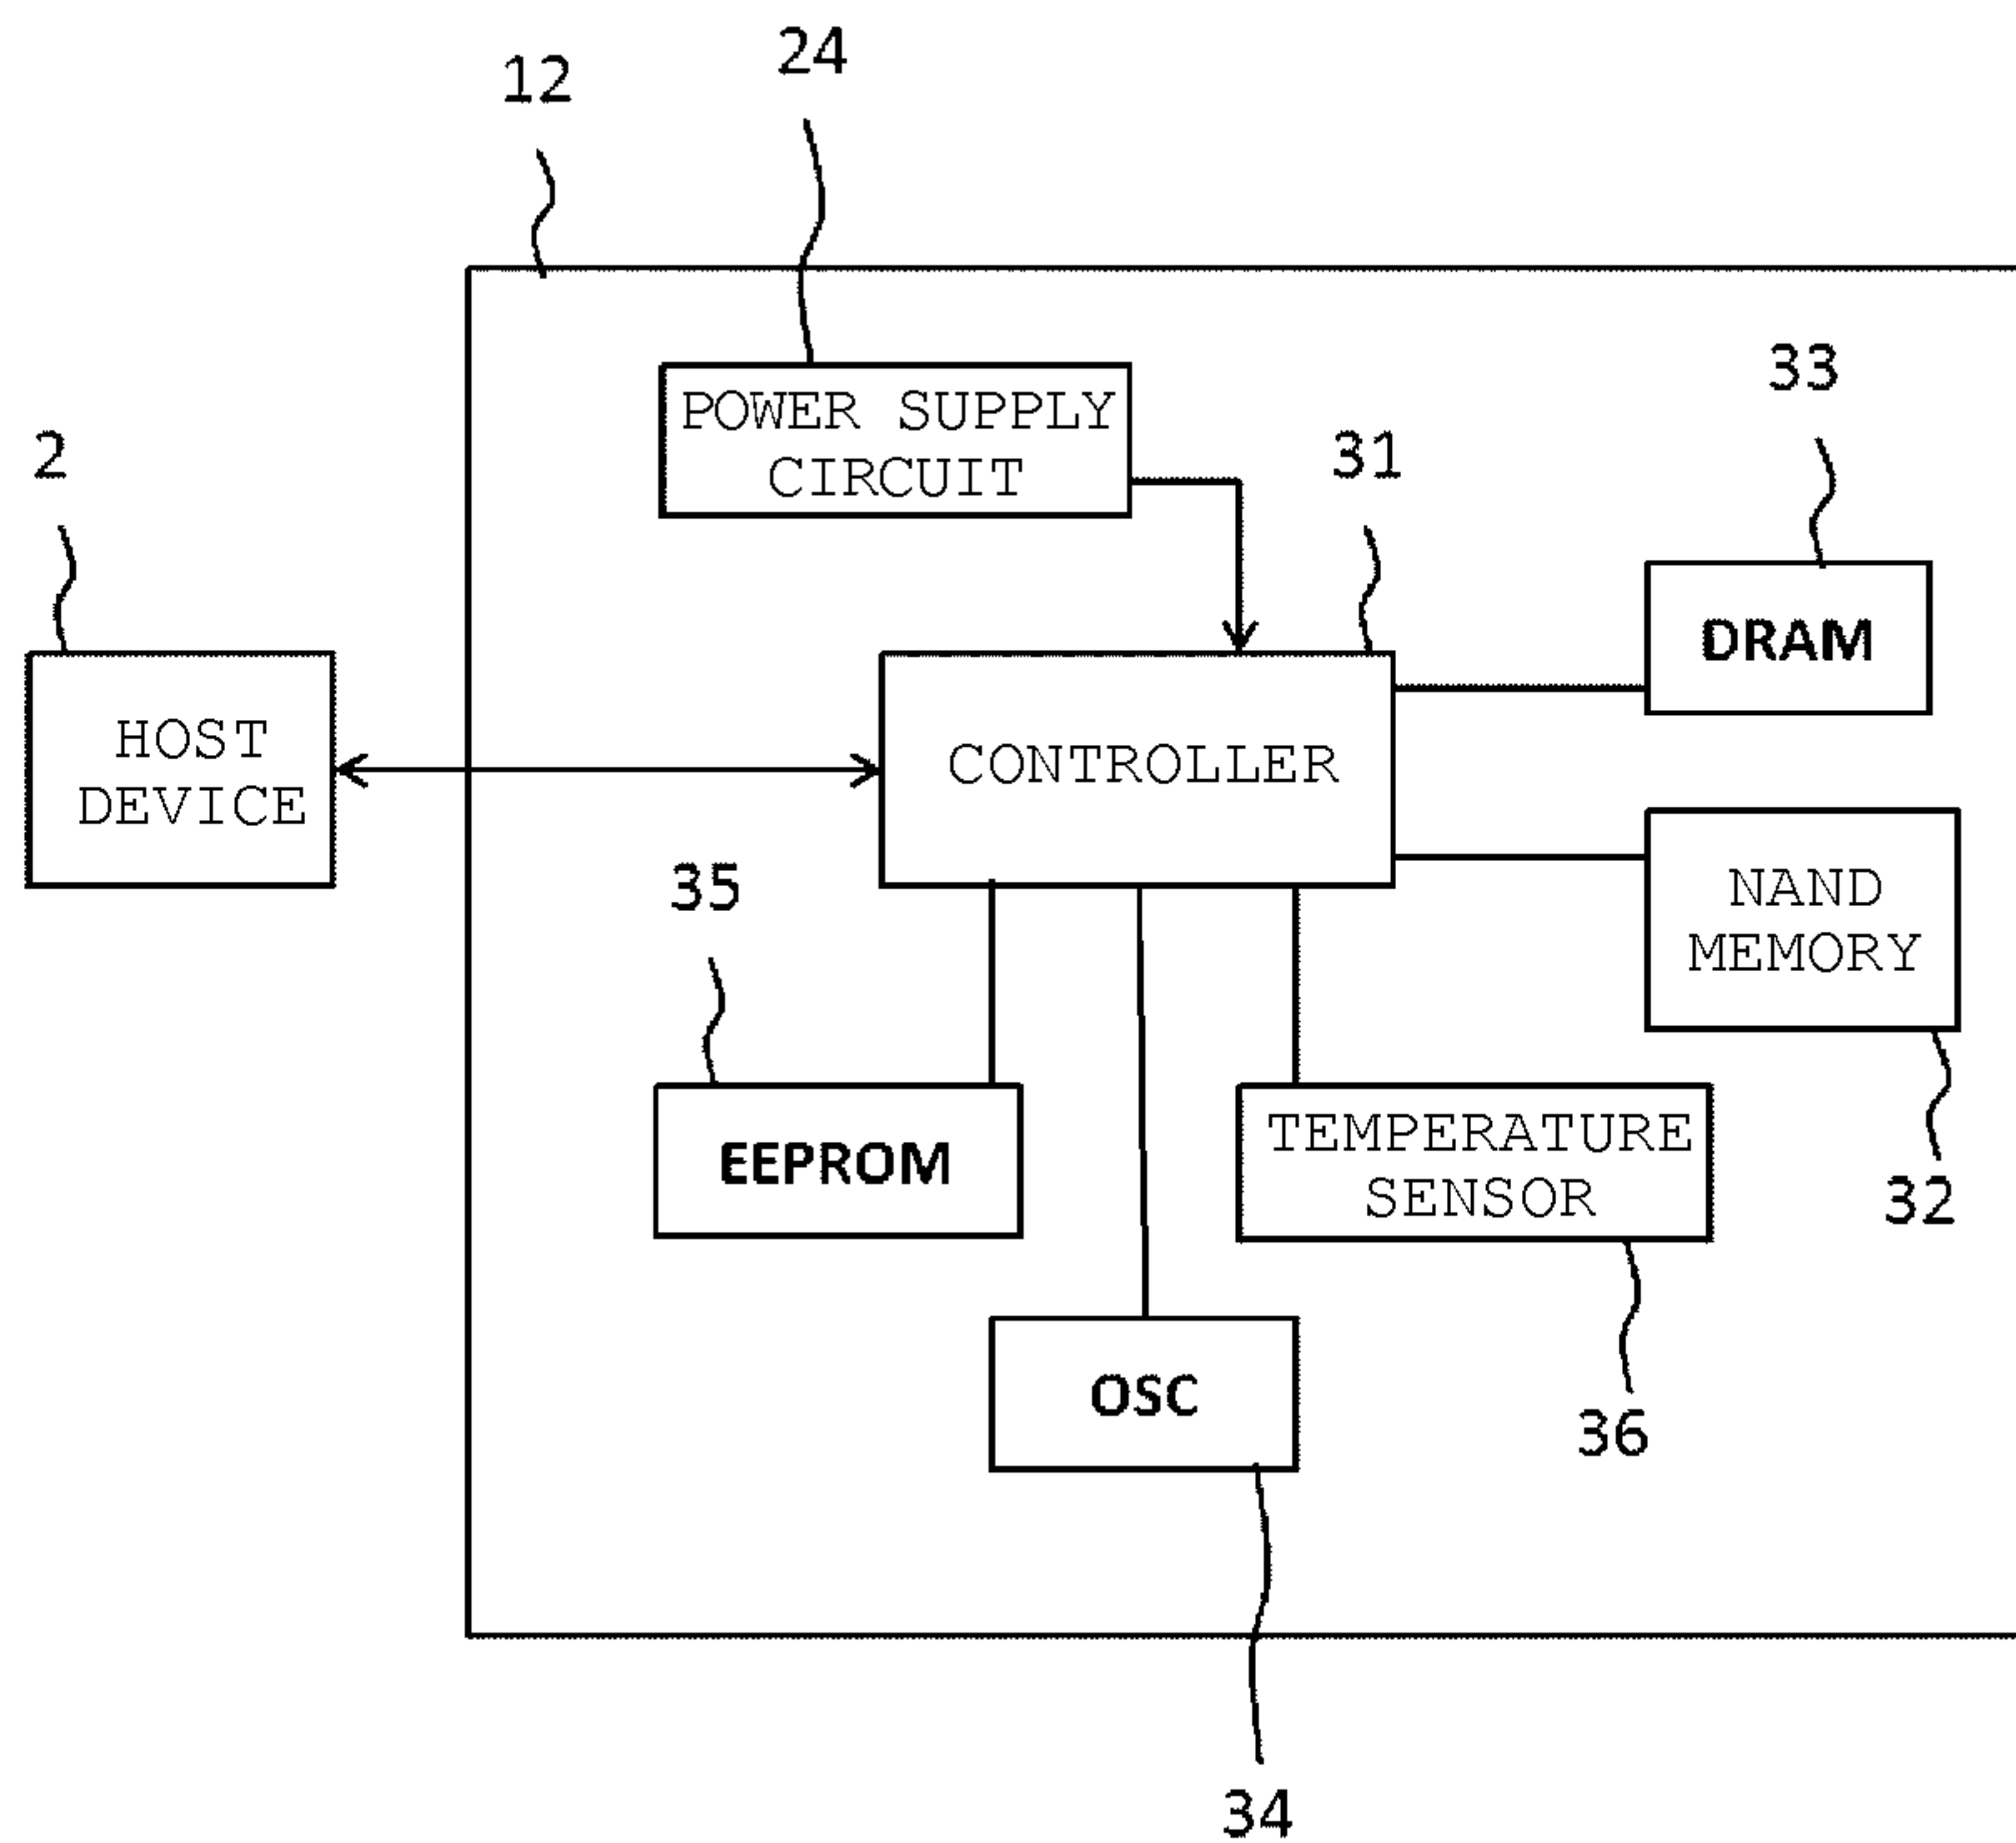 24
12
33
POWER SUPPLY
CIRCUIT
2
31
DRAM
HOST
DEVICE
CONTROLLER
35
NAND
MEMORY
EEPROM
TEMPERATURE
SENSOR
32
OSC
36
34